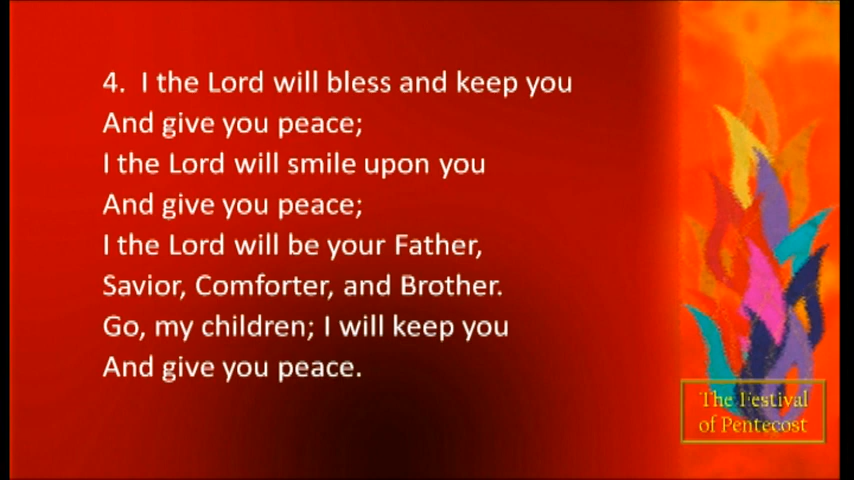 4. I the Lord will bless and keep you
And give you peace;
I the Lord will smile upon you
And give you peace;
I the Lord will be your Father,
Savior, Comforter, and Brother.
Go, my children; I will keep you
And give you peace.
The Festival
of Pentecost